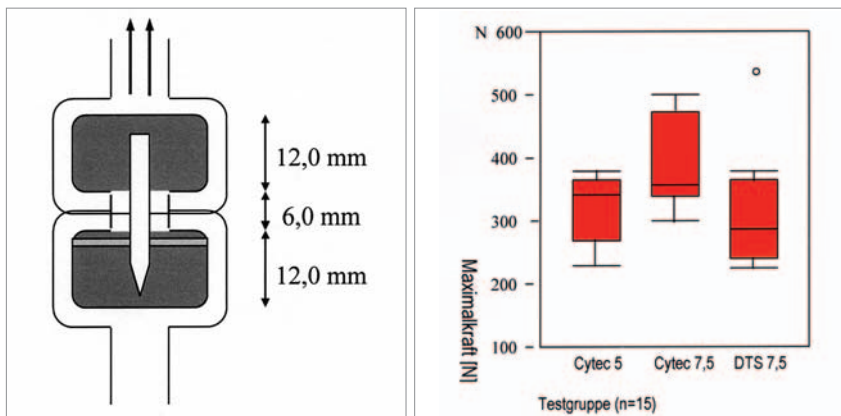 12,0 mm
6,0 mm
12,0 mm
N 600
500
400
300
200
100
Maximalkraft [N]
Cytec 5 Cytec 7,5 DTS 7,5
Testgruppe (n=15)